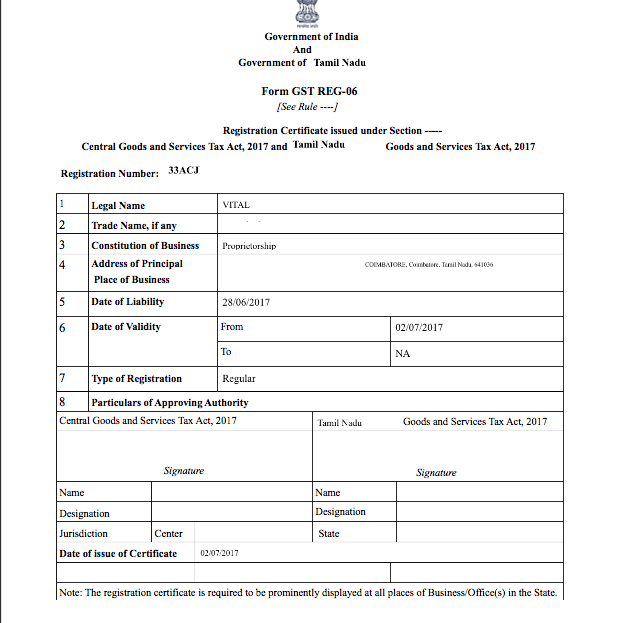 Government of India
And
Government of Tamil Nadu
Form GST REG-06
[See Rule ----]
Registration Certificate issued under Section -----
Central Goods and Services Tax Act, 2017 and Tamil Nadu Goods and Services Tax Act, 2017
Registration Number: 33ACJ
1 Legal Name VITAL
2 Trade Name, if any
3 Constitution of Business Proprietorship
4 Address of Principal Place of Business COIMBATORE, Coimbatore, Tamil Nadu, 641036
5 Date of Liability 28/06/2017
6 Date of Validity From 02/07/2017
To NA
7 Type of Registration Regular
8 Particulars of Approving Authority
Central Goods and Services Tax Act, 2017 Tamil Nadu Goods and Services Tax Act, 2017
Signature Signature
Name Name
Designation Designation
Jurisdiction Center State
Date of issue of Certificate 02/07/2017
Note: The registration certificate is required to be prominently displayed at all places of Business/Office(s) in the State.